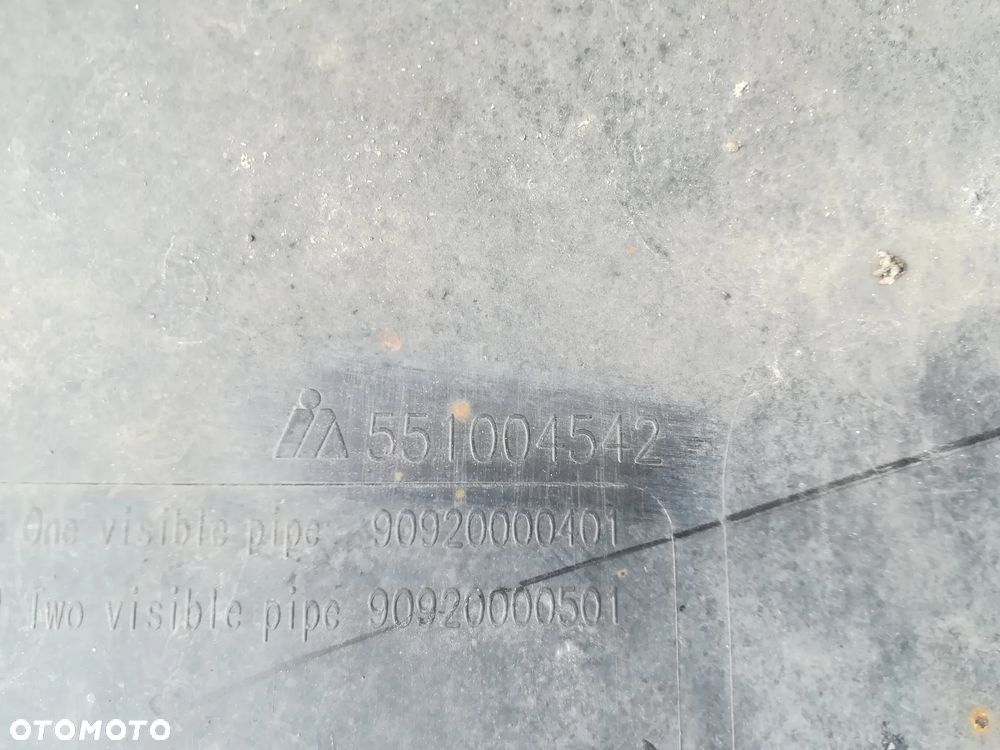 551004542
One visible pipe 90920000401
Two visible pipe 90920000501
OTOMOTO